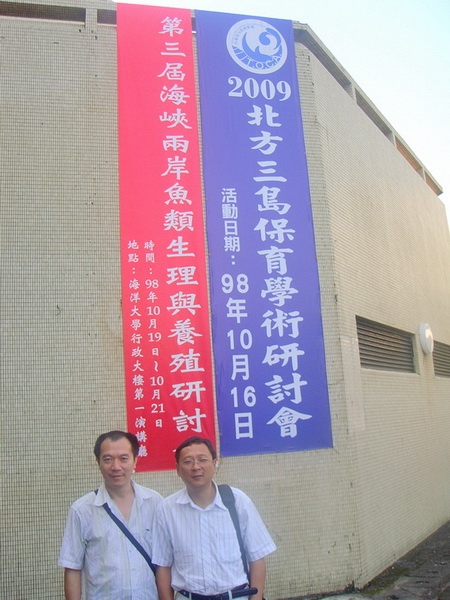 第三屆海峽兩岸魚類生理與養殖研討
時間：98年10月19日～10月21日
地點：海洋大學行政大樓第一演講廳
2009
北方三島保育學術研討會
活動日期：98年10月16日